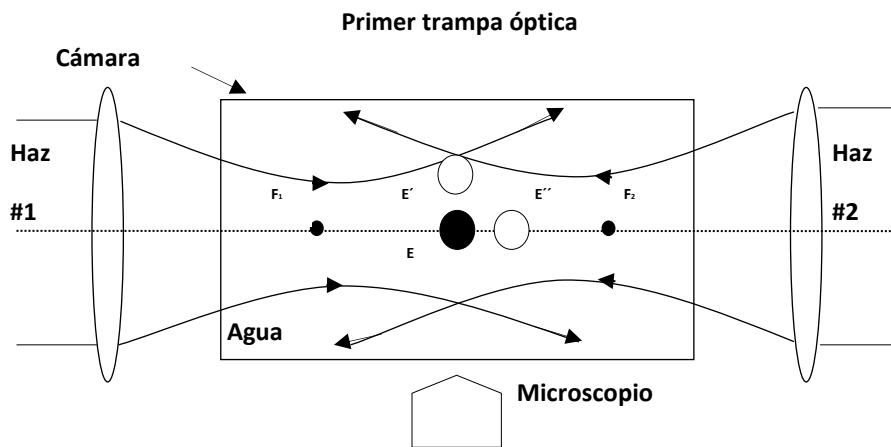 Primer trampa óptica
Cámara
Haz
Haz
F₁
E´
E´´
F₂
#1
#2
E
Agua
Microscopio